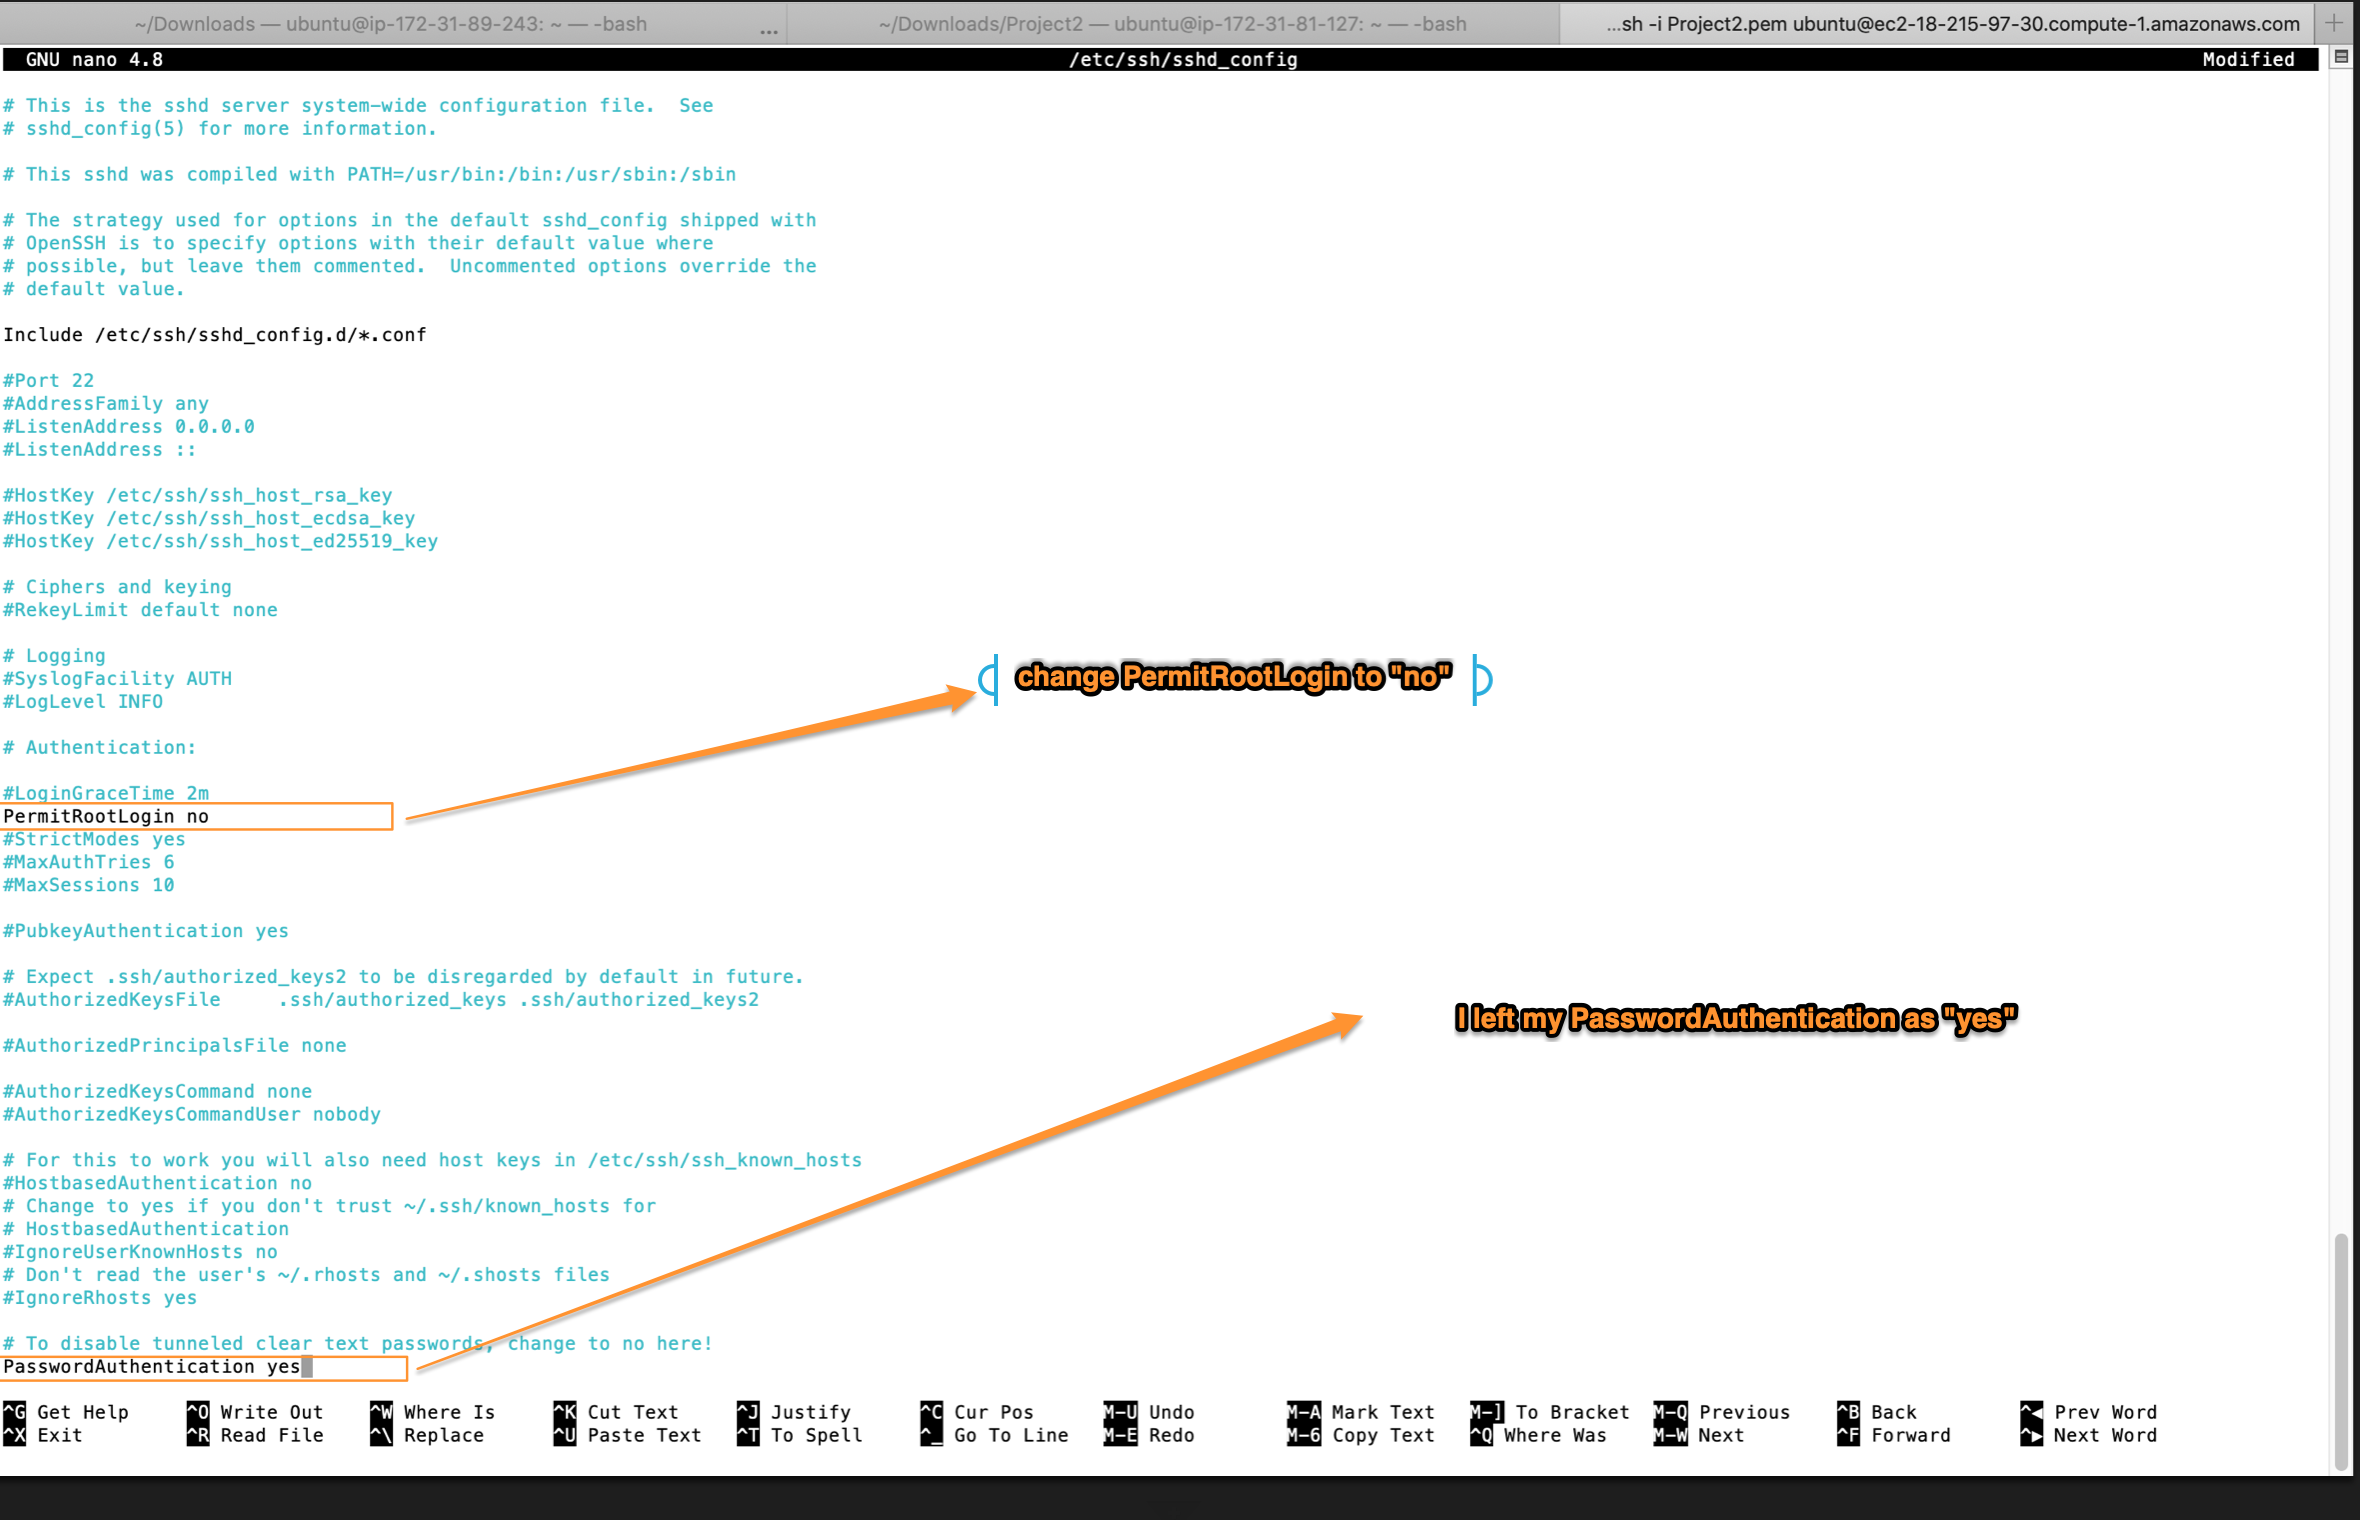 ~/Downloads — ubuntu@ip-172-31-89-243: ~ — -bash ... ~/Downloads/Project2 — ubuntu@ip-172-31-81-127: ~ — -bash ...sh -i Project2.pem ubuntu@ec2-18-215-97-30.compute-1.amazonaws.com +
GNU nano 4.8 /etc/ssh/sshd_config Modified
# This is the sshd server system-wide configuration file.  See
# sshd_config(5) for more information.
# This sshd was compiled with PATH=/usr/bin:/bin:/usr/sbin:/sbin
# The strategy used for options in the default sshd_config shipped with
# OpenSSH is to specify options with their default value where
# possible, but leave them commented.  Uncommented options override the
# default value.
Include /etc/ssh/sshd_config.d/*.conf
#Port 22
#AddressFamily any
#ListenAddress 0.0.0.0
#ListenAddress ::
#HostKey /etc/ssh/ssh_host_rsa_key
#HostKey /etc/ssh/ssh_host_ecdsa_key
#HostKey /etc/ssh/ssh_host_ed25519_key
# Ciphers and keying
#RekeyLimit default none
# Logging
#SyslogFacility AUTH
#LogLevel INFO
change PermitRootLogin to "no"
# Authentication:
#LoginGraceTime 2m
PermitRootLogin no
#StrictModes yes
#MaxAuthTries 6
#MaxSessions 10
#PubkeyAuthentication yes
# Expect .ssh/authorized_keys2 to be disregarded by default in future.
#AuthorizedKeysFile     .ssh/authorized_keys .ssh/authorized_keys2
I left my PasswordAuthentication as "yes"
#AuthorizedPrincipalsFile none
#AuthorizedKeysCommand none
#AuthorizedKeysCommandUser nobody
# For this to work you will also need host keys in /etc/ssh/ssh_known_hosts
#HostbasedAuthentication no
# Change to yes if you don't trust ~/.ssh/known_hosts for
# HostbasedAuthentication
#IgnoreUserKnownHosts no
# Don't read the user's ~/.rhosts and ~/.shosts files
#IgnoreRhosts yes
# To disable tunneled clear text passwords, change to no here!
PasswordAuthentication yes
^G Get Help ^O Write Out ^W Where Is ^K Cut Text ^J Justify ^C Cur Pos M-U Undo M-A Mark Text M-] To Bracket M-Q Previous ^B Back ^◀ Prev Word
^X Exit ^R Read File ^\ Replace ^U Paste Text ^T To Spell ^_ Go To Line M-E Redo M-6 Copy Text ^Q Where Was M-W Next ^F Forward ^▶ Next Word